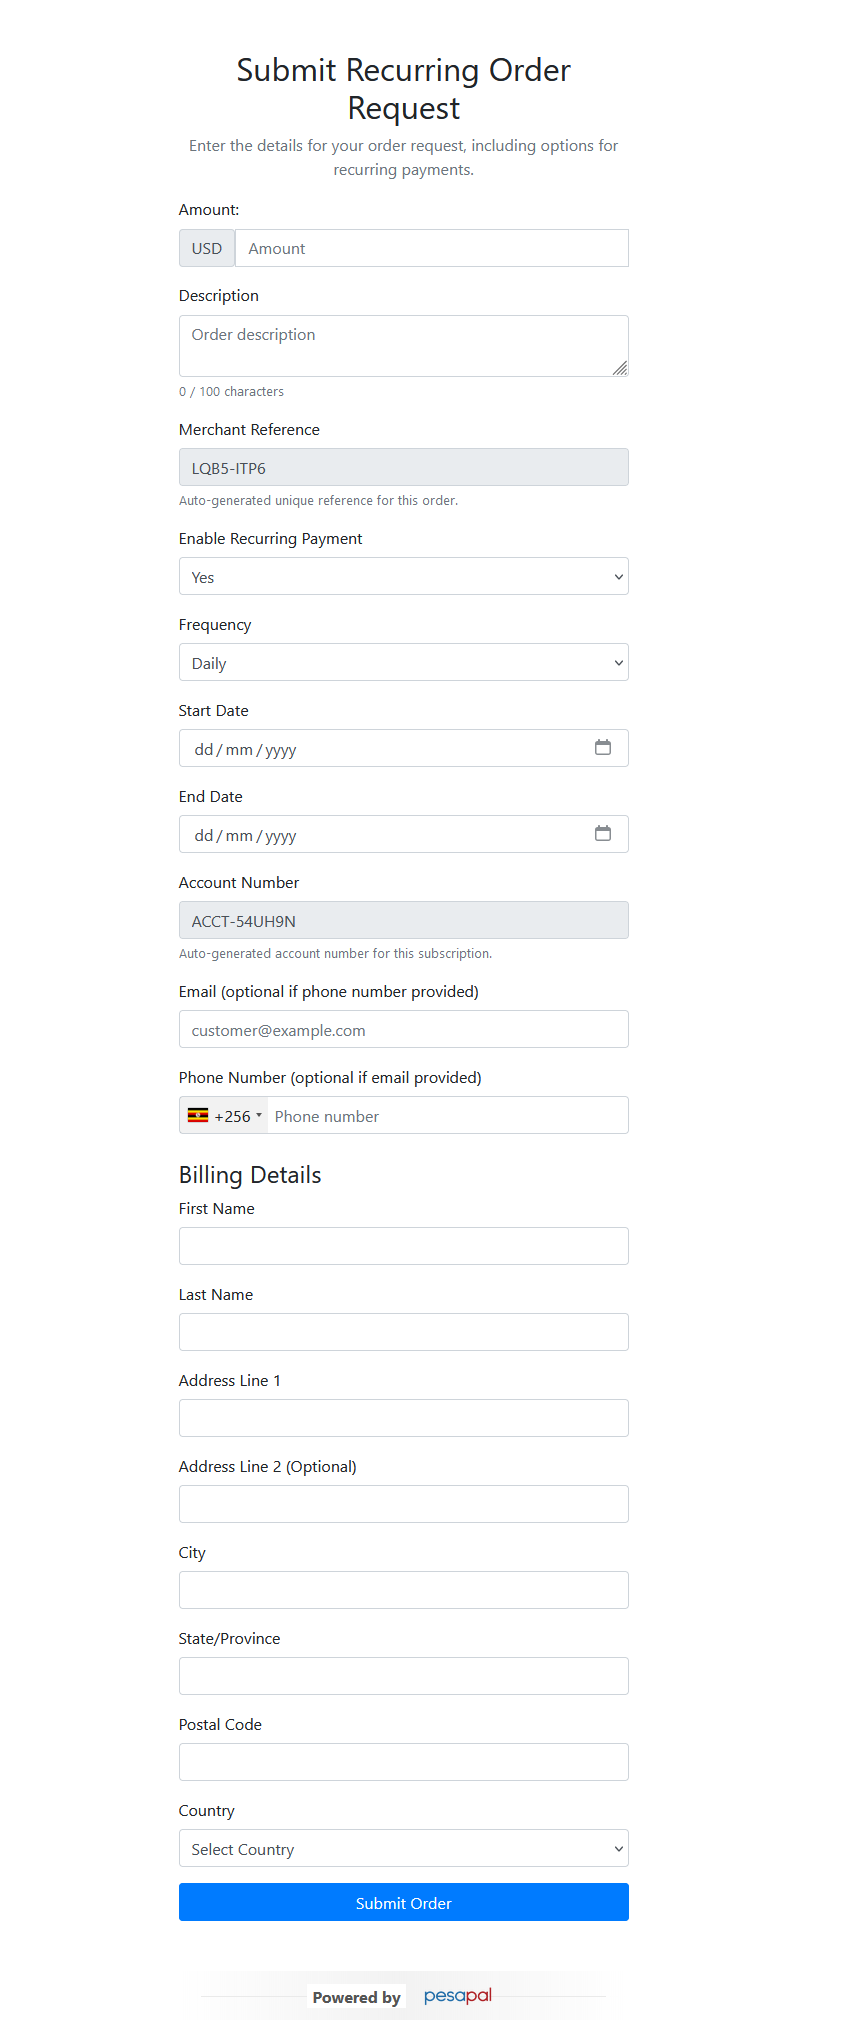 Submit Recurring Order
Request
Enter the details for your order request, including options for
recurring payments.
Amount:
USD Amount
Description
Order description
0 / 100 characters
Merchant Reference
LQB5-ITP6
Auto-generated unique reference for this order.
Enable Recurring Payment
Yes
Frequency
Daily
Start Date
dd/mm/yyyy
End Date
dd/mm/yyyy
Account Number
ACCT-54UH9N
Auto-generated account number for this subscription.
Email (optional if phone number provided)
customer@example.com
Phone Number (optional if email provided)
+256 Phone number
Billing Details
First Name
Last Name
Address Line 1
Address Line 2 (Optional)
City
State/Province
Postal Code
Country
Select Country
Submit Order
Powered by pesapal